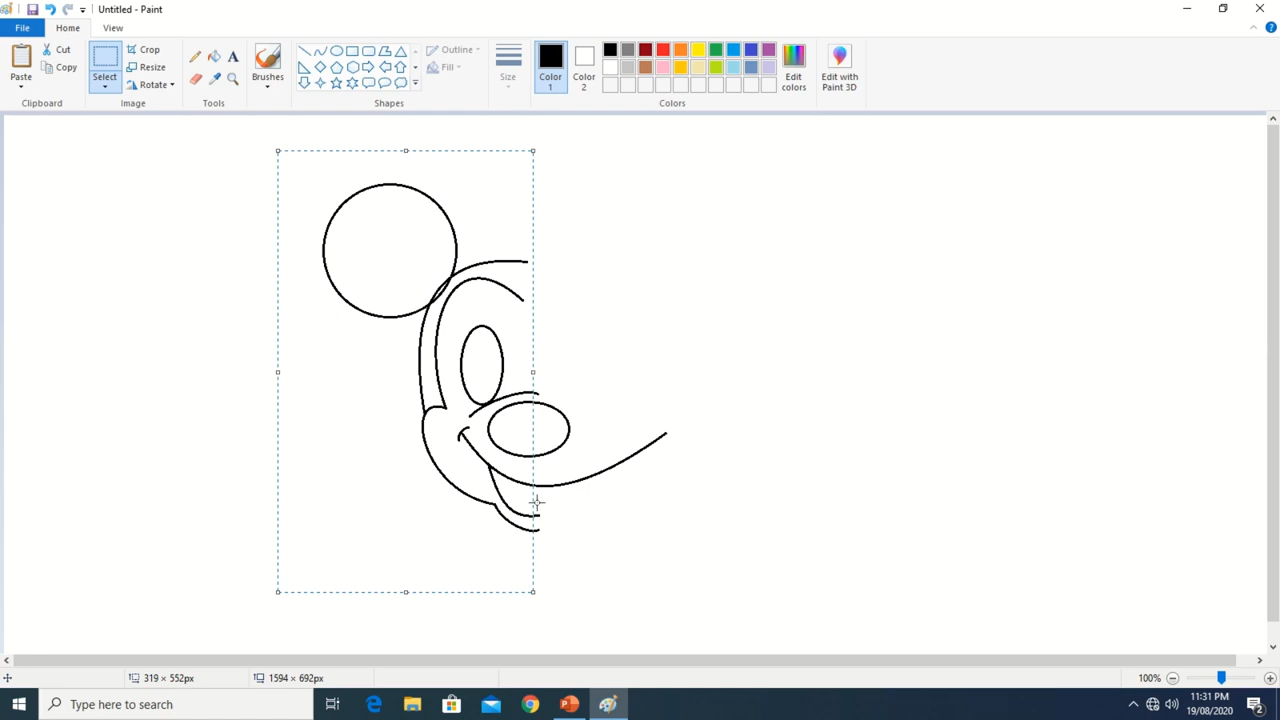 Untitled - Paint
File
Home
View
Paste
Cut
Copy
Clipboard
Select
Crop
Resize
Rotate
Image
A
Tools
Brushes
Outline
Fill
Shapes
Size
Color
1
Color
2
Edit
colors
Edit with
Paint 3D
Colors
319 × 552px
1594 × 692px
100%
Type here to search
11:31 PM
19/08/2020
2